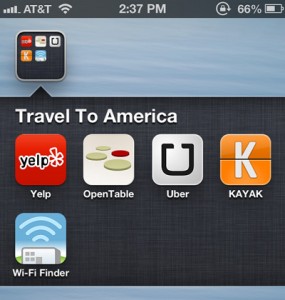 AT&T 2:37 PM 66%
Travel To America
yelp U K
Yelp OpenTable Uber KAYAK
Wi-Fi Finder